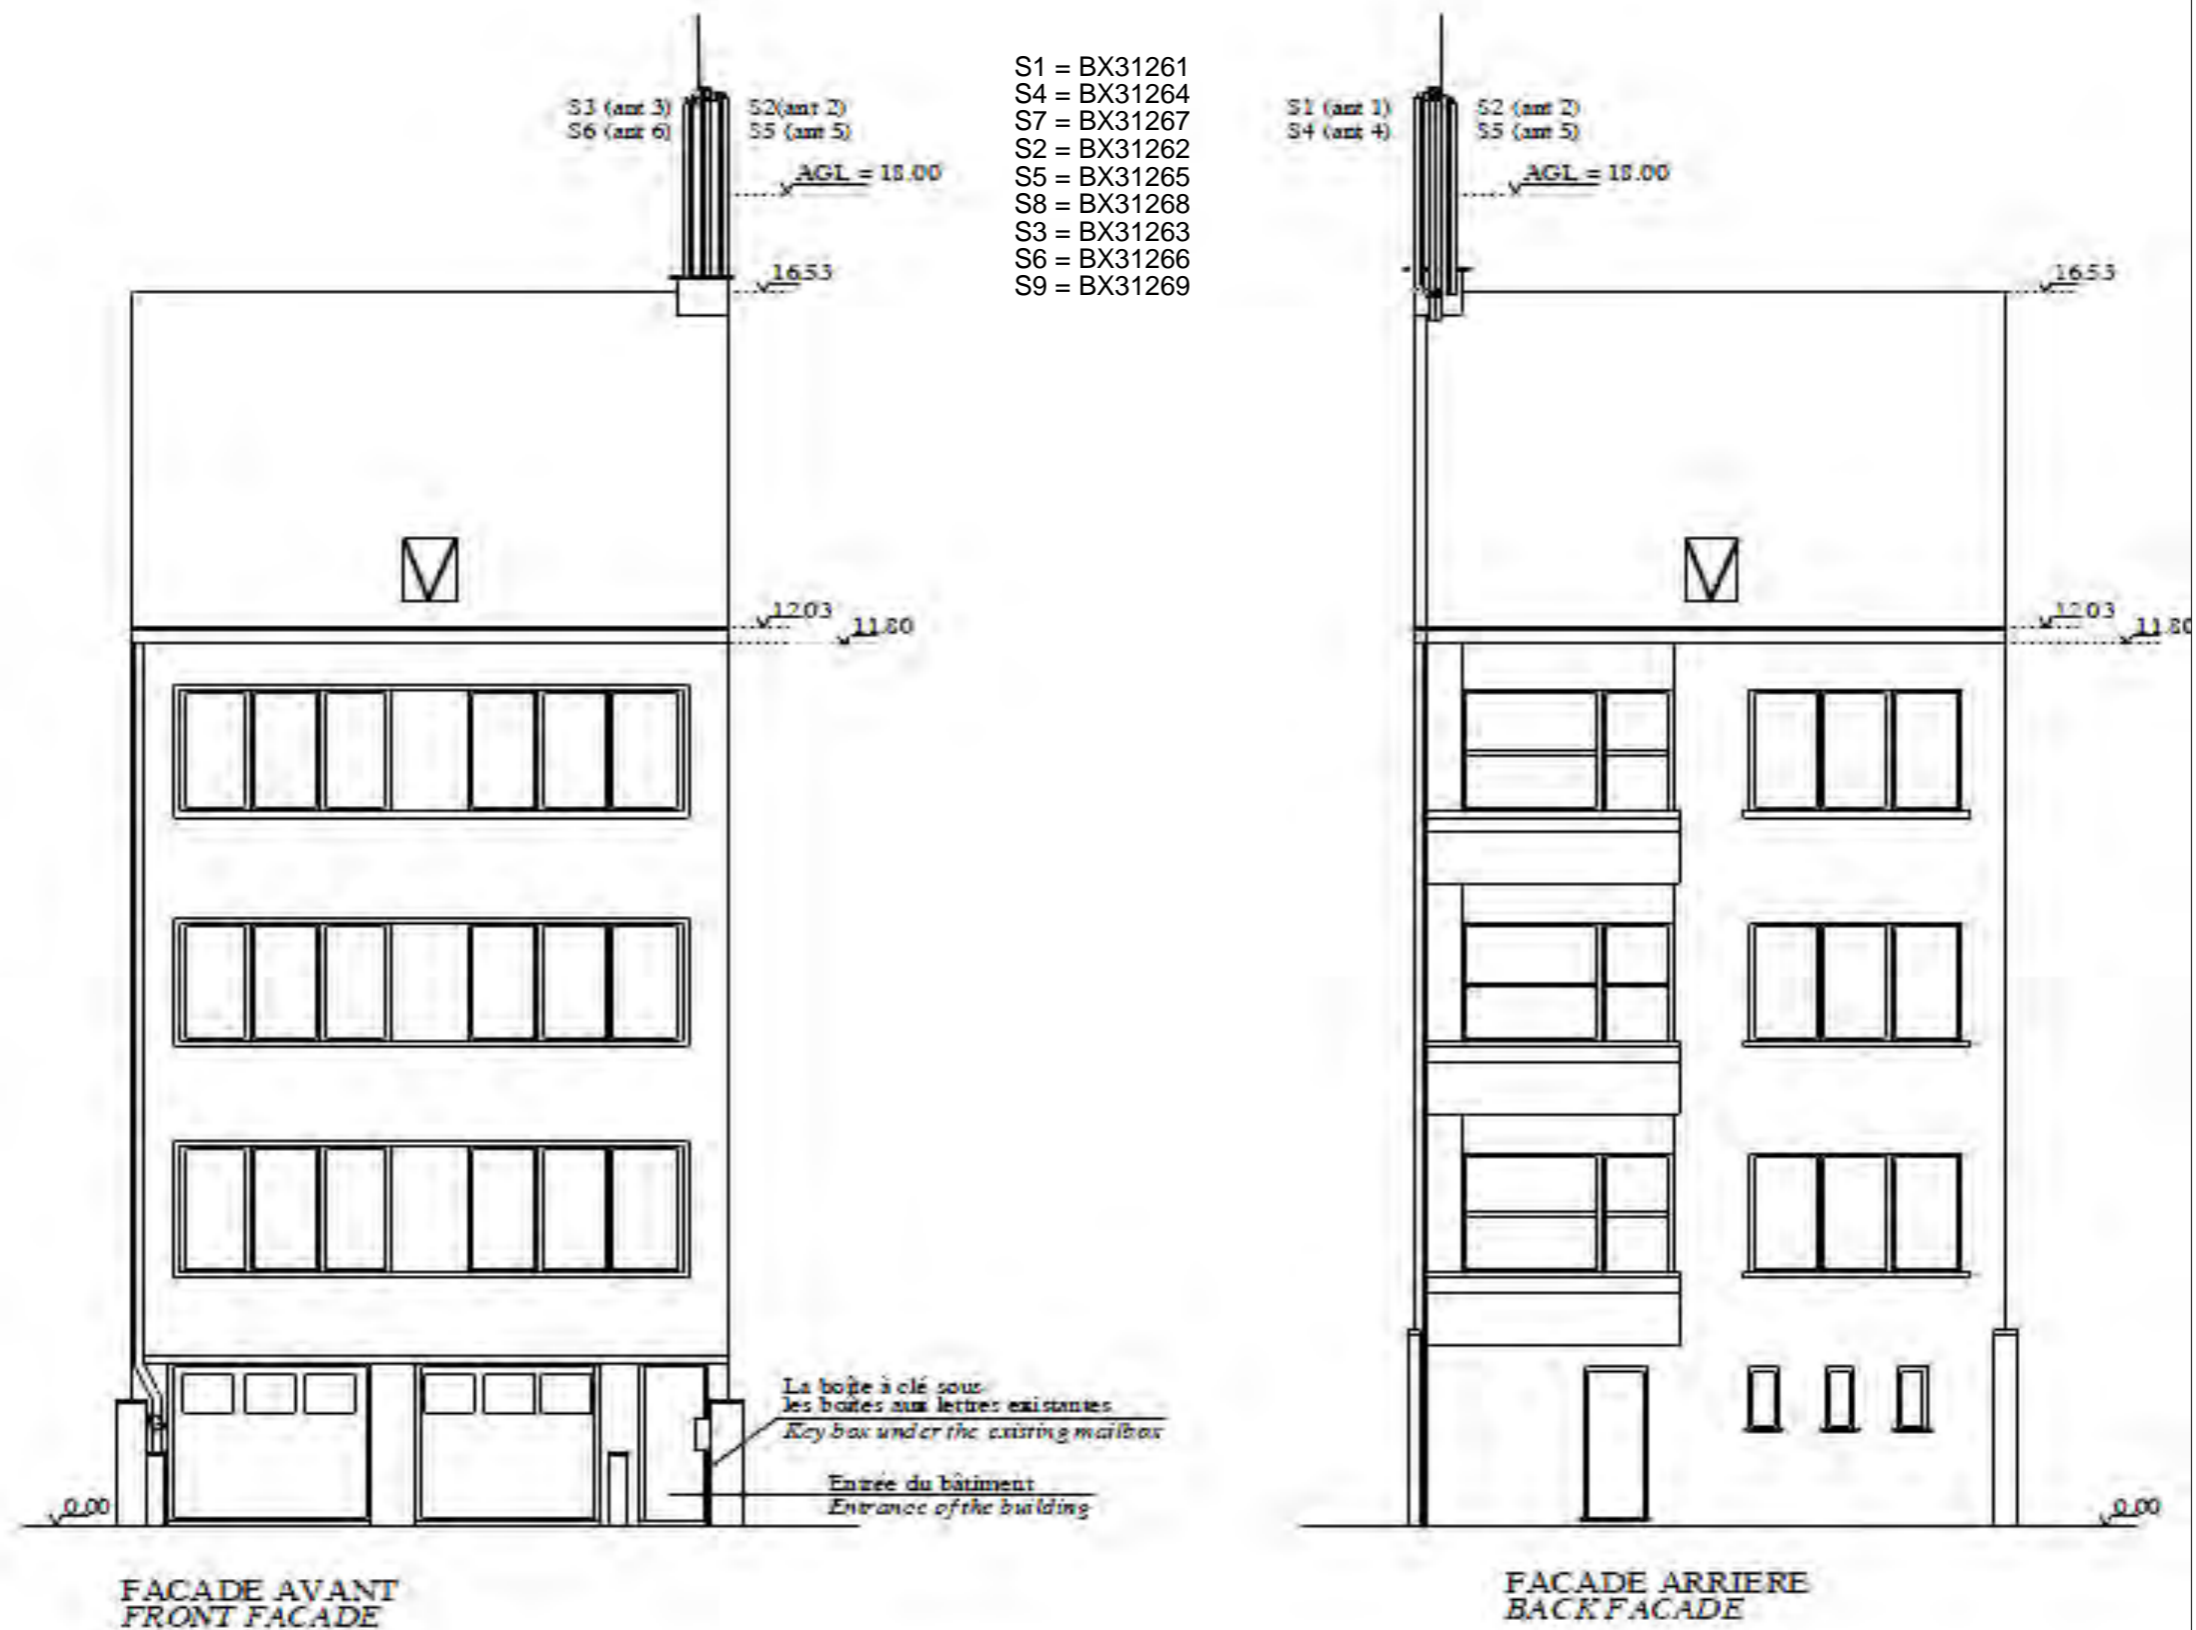 S3 (ant 3)
S6 (ant 6)
S2(ant 2)
S5 (ant 5)
AGL = 18.00
16.53
12.03
11.80
S1 = BX31261
S4 = BX31264
S7 = BX31267
S2 = BX31262
S5 = BX31265
S8 = BX31268
S3 = BX31263
S6 = BX31266
S9 = BX31269
S1 (ant 1)
S4 (ant 4)
S2 (ant 2)
S5 (ant 5)
AGL = 18.00
16.53
12.03
11.80
La boîte à clé sous
les boîtes aux lettres existantes
Key box under the existing mailbox
Entrée du bâtiment
Entrance of the building
0.00
0.00
FACADE AVANT
FRONT FACADE
FACADE ARRIERE
BACK FACADE